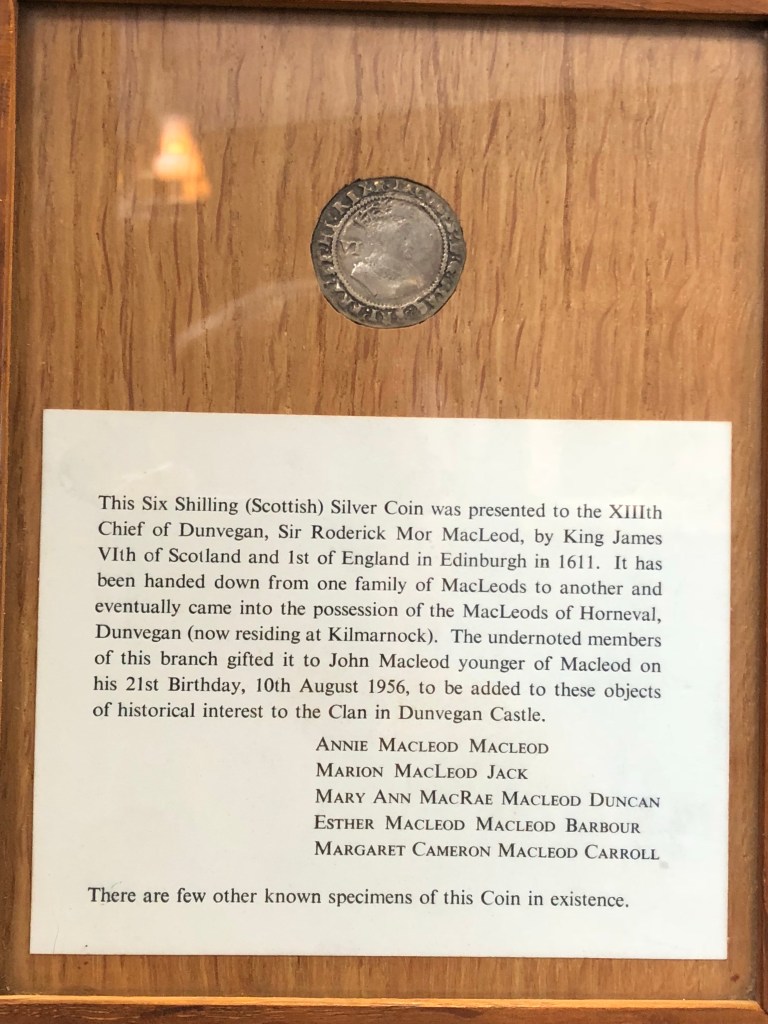 VI
This Six Shilling (Scottish) Silver Coin was presented to the XIIIth
Chief of Dunvegan, Sir Roderick Mor MacLeod, by King James
VIth of Scotland and 1st of England in Edinburgh in 1611. It has
been handed down from one family of MacLeods to another and
eventually came into the possession of the MacLeods of Horneval,
Dunvegan (now residing at Kilmarnock). The undernoted members
of this branch gifted it to John Macleod younger of Macleod on
his 21st Birthday, 10th August 1956, to be added to these objects
of historical interest to the Clan in Dunvegan Castle.
ANNIE MACLEOD MACLEOD
MARION MACLEOD JACK
MARY ANN MACRAE MACLEOD DUNCAN
ESTHER MACLEOD MACLEOD BARBOUR
MARGARET CAMERON MACLEOD CARROLL
There are few other known specimens of this Coin in existence.